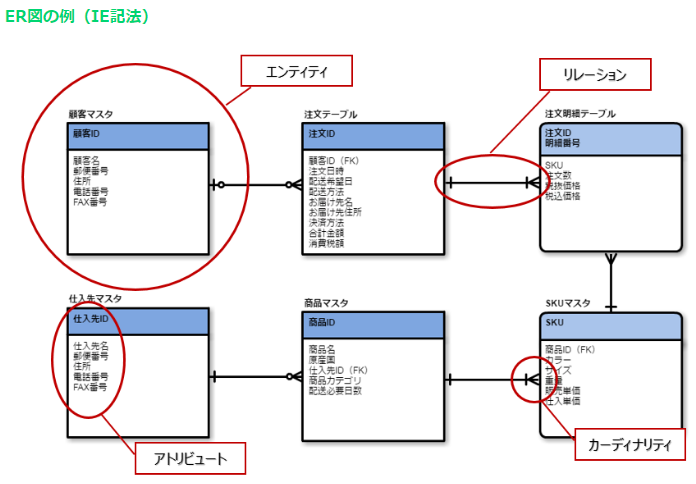 ER図の例（IE記法）
エンティティ
リレーション
顧客マスタ
顧客ID
顧客名
郵便番号
住所
電話番号
FAX番号
注文テーブル
注文ID
顧客ID（FK）
注文日時
配送希望日
配送方法
お届け先名
お届け先住所
決済方法
合計金額
消費税額
注文明細テーブル
注文ID
明細番号
SKU
注文数
税抜価格
税込価格
仕入先マスタ
仕入先ID
仕入先名
郵便番号
住所
電話番号
FAX番号
商品マスタ
商品ID
商品名
原産国
仕入先ID（FK）
商品カテゴリ
配送必要日数
SKUマスタ
SKU
商品ID（FK）
カラー
サイズ
重量
販売単価
仕入単価
アトリビュート
カーディナリティ